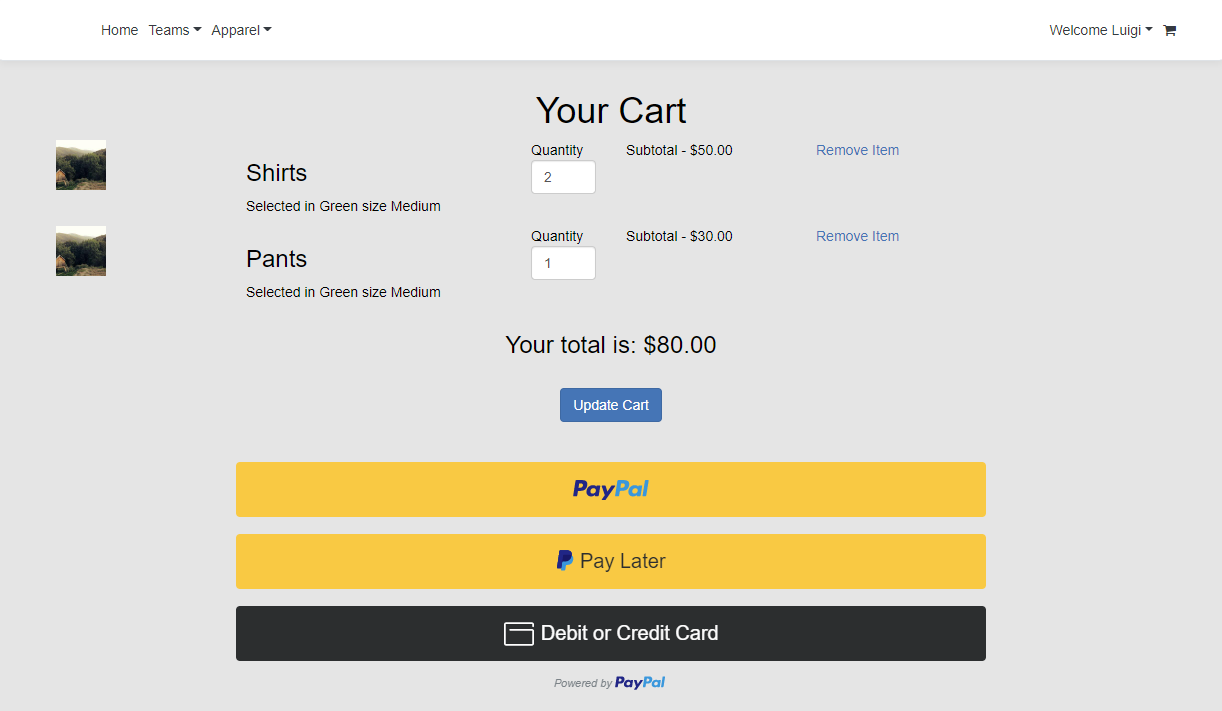 Home Teams Apparel Welcome Luigi
Your Cart
Quantity Subtotal - $50.00 Remove Item
Shirts 2
Selected in Green size Medium
Quantity Subtotal - $30.00 Remove Item
Pants 1
Selected in Green size Medium
Your total is: $80.00
Update Cart
PayPal
Pay Later
Debit or Credit Card
Powered by PayPal